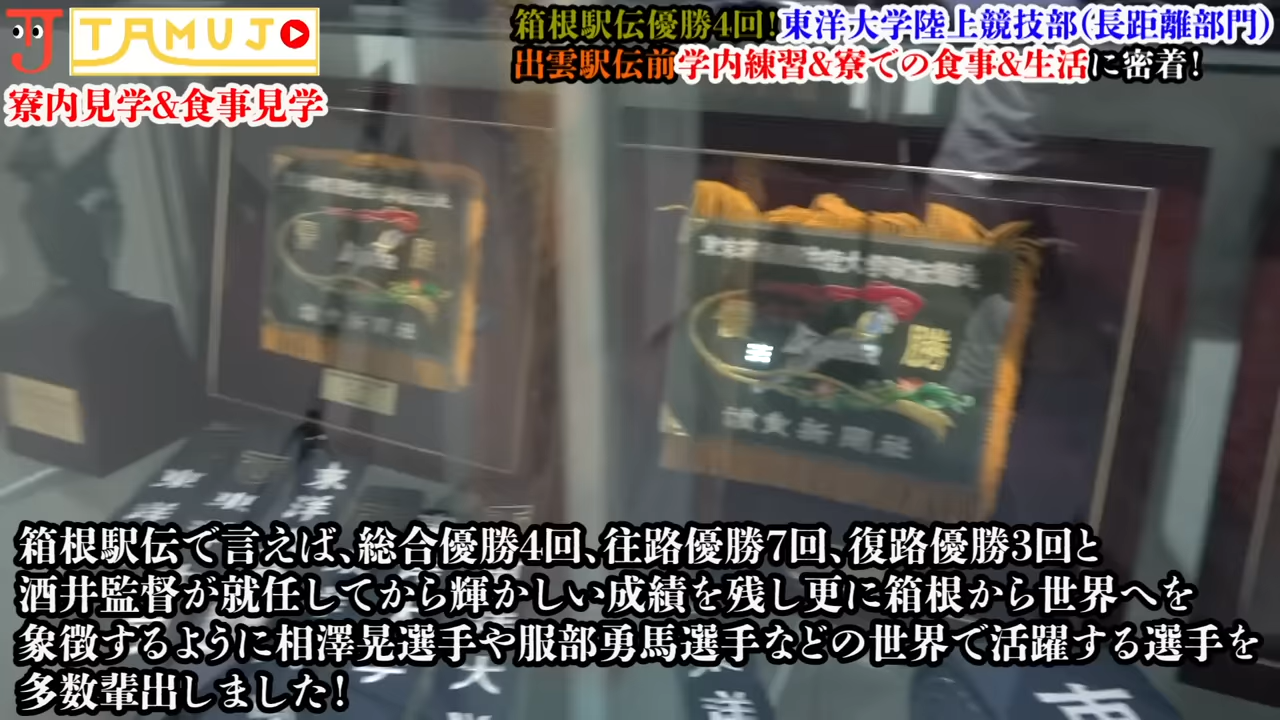 TAMUJO
箱根駅伝優勝4回!東洋大学陸上競技部(長距離部門)
出雲駅伝前学内練習&寮での食事&生活に密着!
寮内見学&食事見学
勝
新聞社
東洋
箱根駅伝で言えば、総合優勝4回、往路優勝7回、復路優勝3回と
酒井監督が就任してから輝かしい成績を残し更に箱根から世界へを
象徴するように相澤晃選手や服部勇馬選手などの世界で活躍する選手を
多数輩出しました!